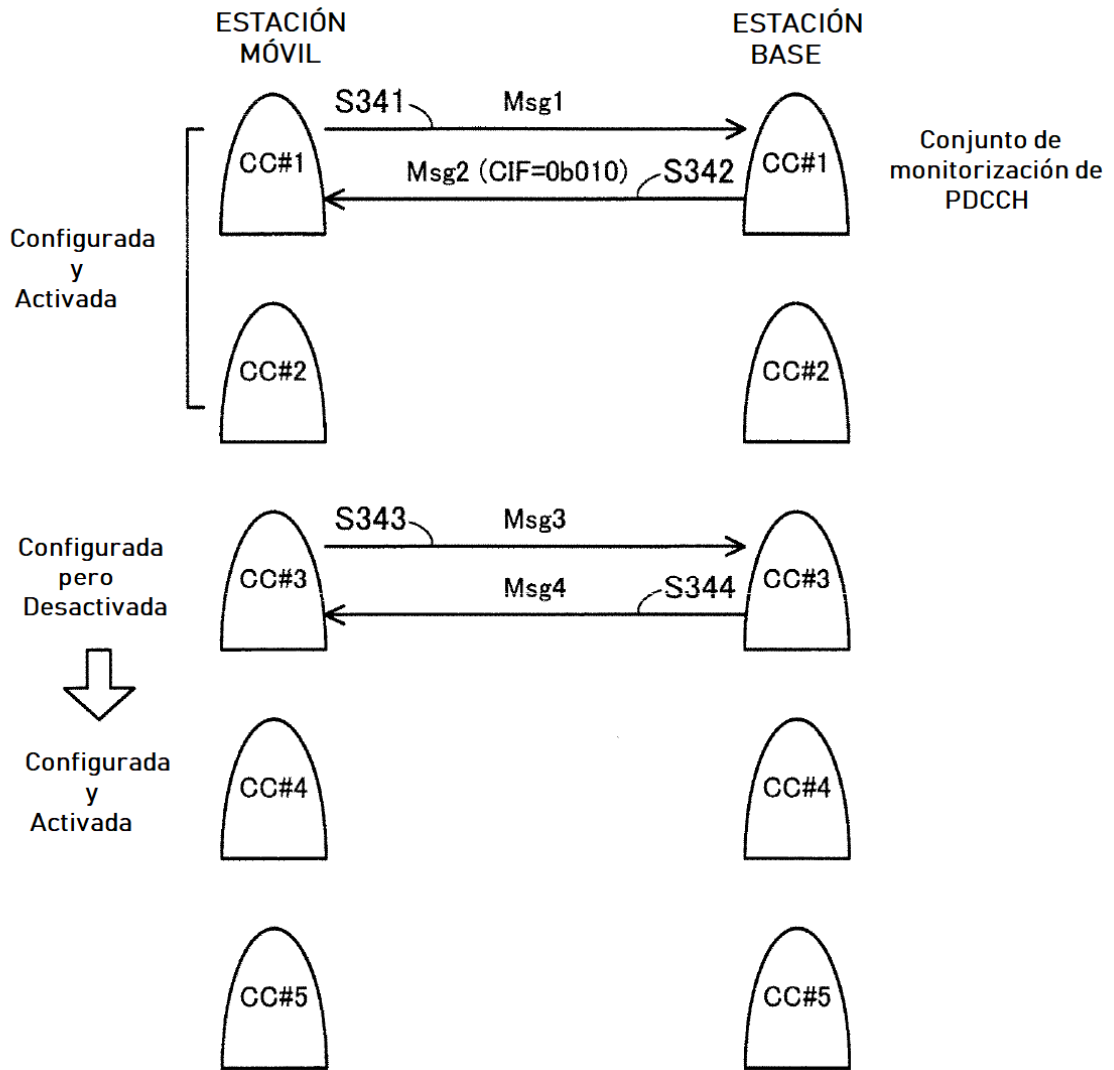 ESTACIÓN
MÓVIL
ESTACIÓN
BASE
S341
Msg1
CC#1
CC#1
Msg2 (CIF=0b010)
S342
Conjunto de
monitorización de
PDCCH
Configurada
y
Activada
CC#2
CC#2
S343
Msg3
Configurada
pero
Desactivada
CC#3
CC#3
Msg4
S344
Configurada
y
Activada
CC#4
CC#4
CC#5
CC#5